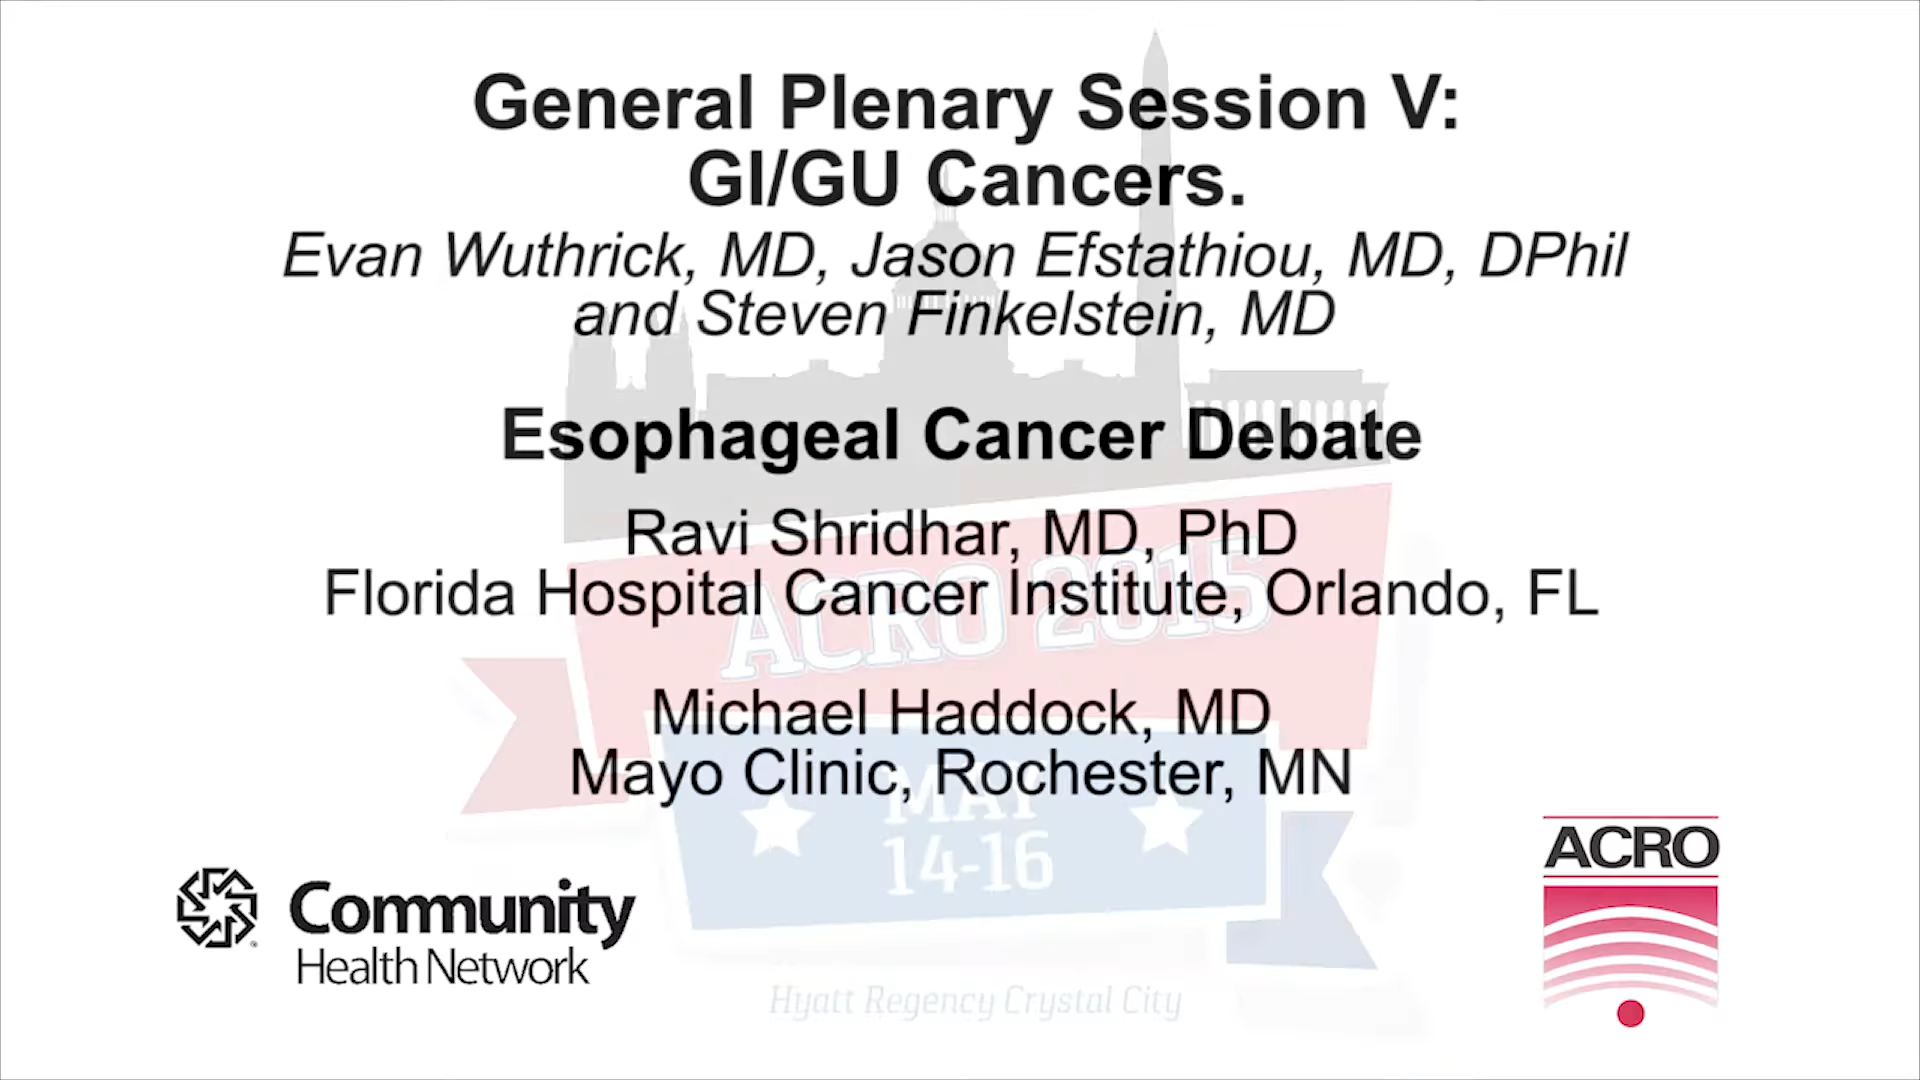 General Plenary Session V:
GI/GU Cancers.
Evan Wuthrick, MD, Jason Efstathiou, MD, DPhil
and Steven Finkelstein, MD
Esophageal Cancer Debate
Ravi Shridhar, MD, PhD
Florida Hospital Cancer Institute, Orlando, FL
ACRO 2015
Michael Haddock, MD
Mayo Clinic, Rochester, MN
MAY
14-16
Community
Health Network
ACRO
Hyatt Regency Crystal City